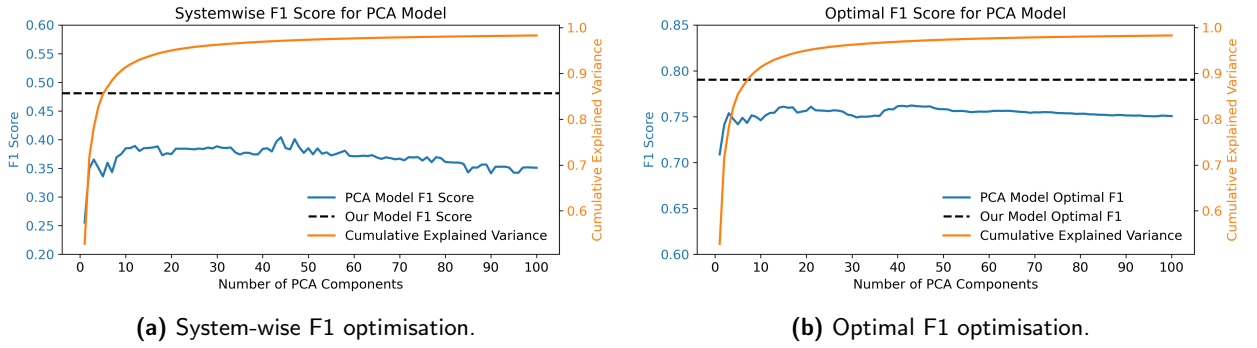 Systemwise F1 Score for PCA Model
0.60
0.55
0.50
0.45
0.40
0.35
0.30
0.25
0.20
F1 Score
1.0
0.9
0.8
0.7
0.6
Cumulative Explained Variance
PCA Model F1 Score
Our Model F1 Score
Cumulative Explained Variance
0 10 20 30 40 50 60 70 80 90 100
Number of PCA Components
(a) System-wise F1 optimisation.
Optimal F1 Score for PCA Model
0.85
0.80
0.75
0.70
0.65
0.60
F1 Score
1.0
0.9
0.8
0.7
0.6
Cumulative Explained Variance
PCA Model Optimal F1
Our Model Optimal F1
Cumulative Explained Variance
0 10 20 30 40 50 60 70 80 90 100
Number of PCA Components
(b) Optimal F1 optimisation.